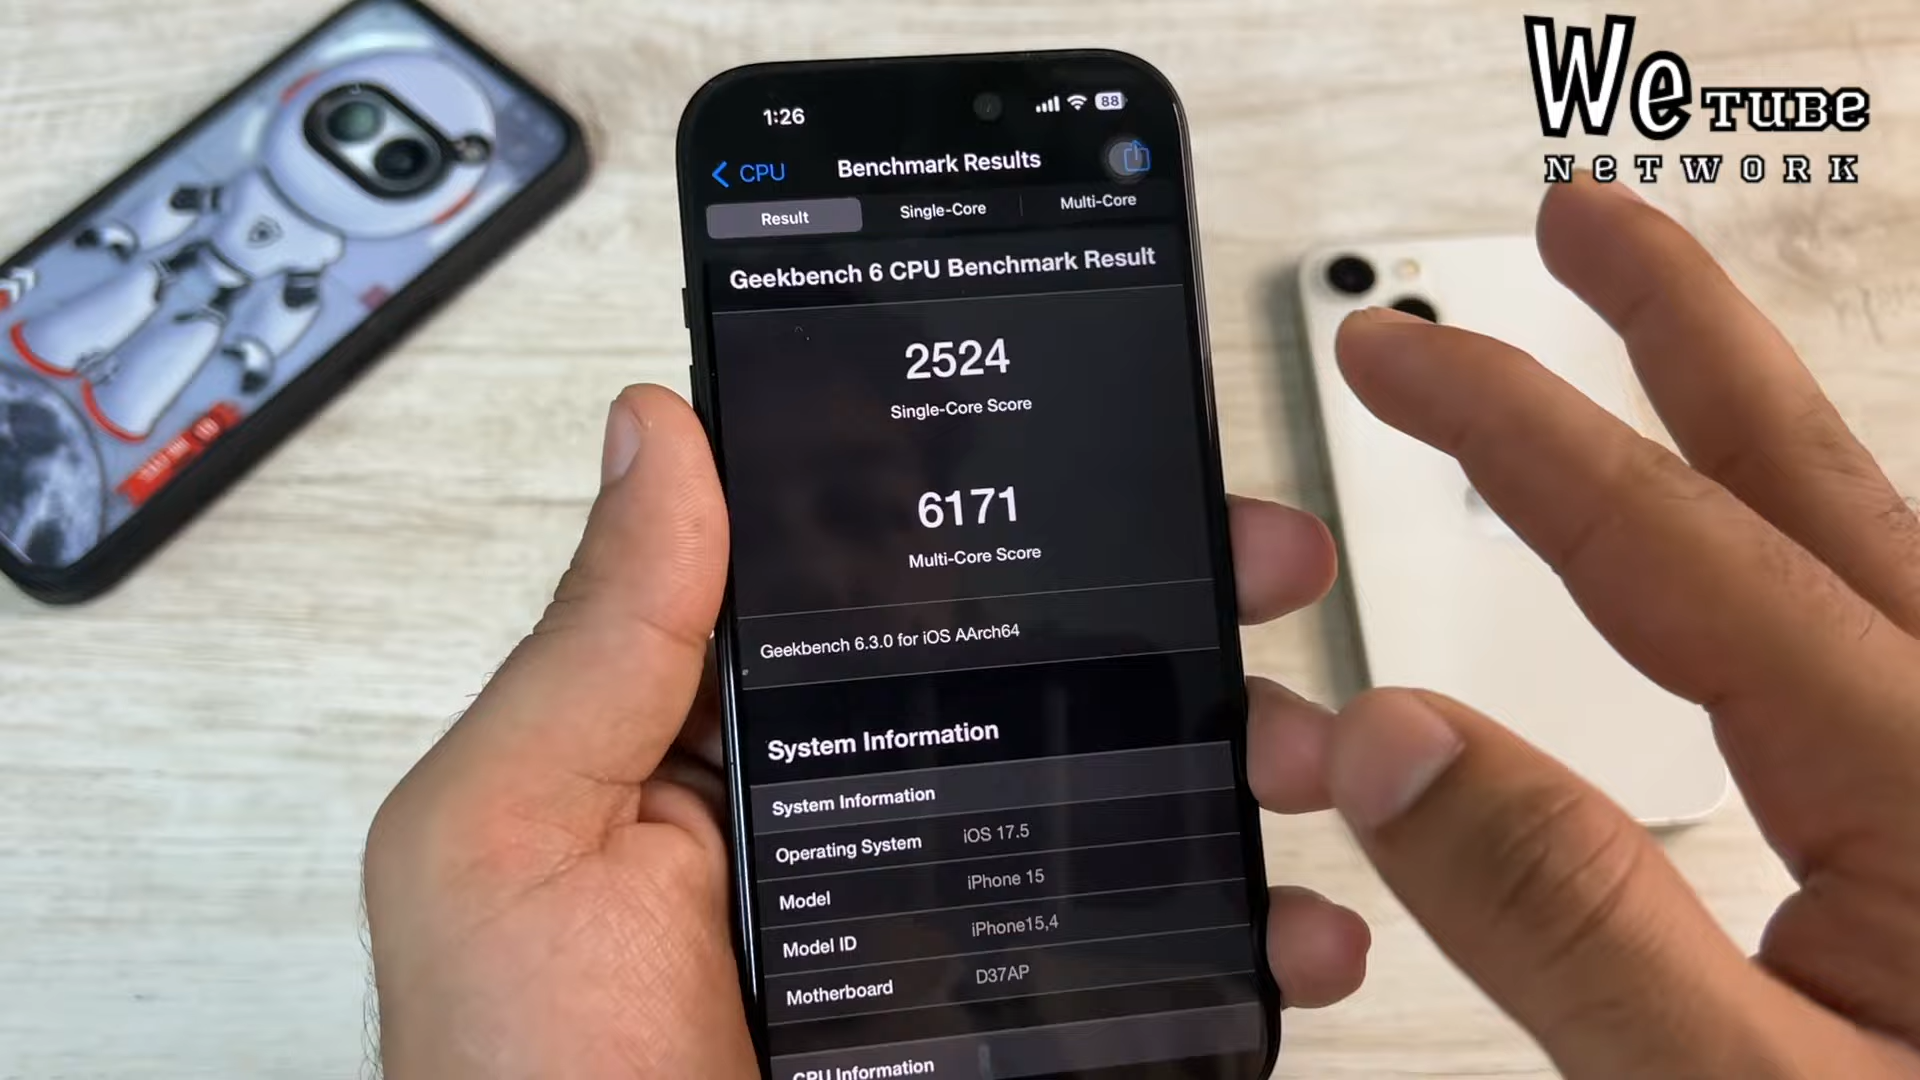 We TUBE
NETWORK
1:26
88
CPU
Benchmark Results
Result
Single-Core
Multi-Core
Geekbench 6 CPU Benchmark Result
2524
Single-Core Score
6171
Multi-Core Score
Geekbench 6.3.0 for iOS AArch64
System Information
System Information
Operating System iOS 17.5
Model iPhone 15
Model ID iPhone15,4
Motherboard D37AP
CPU Information